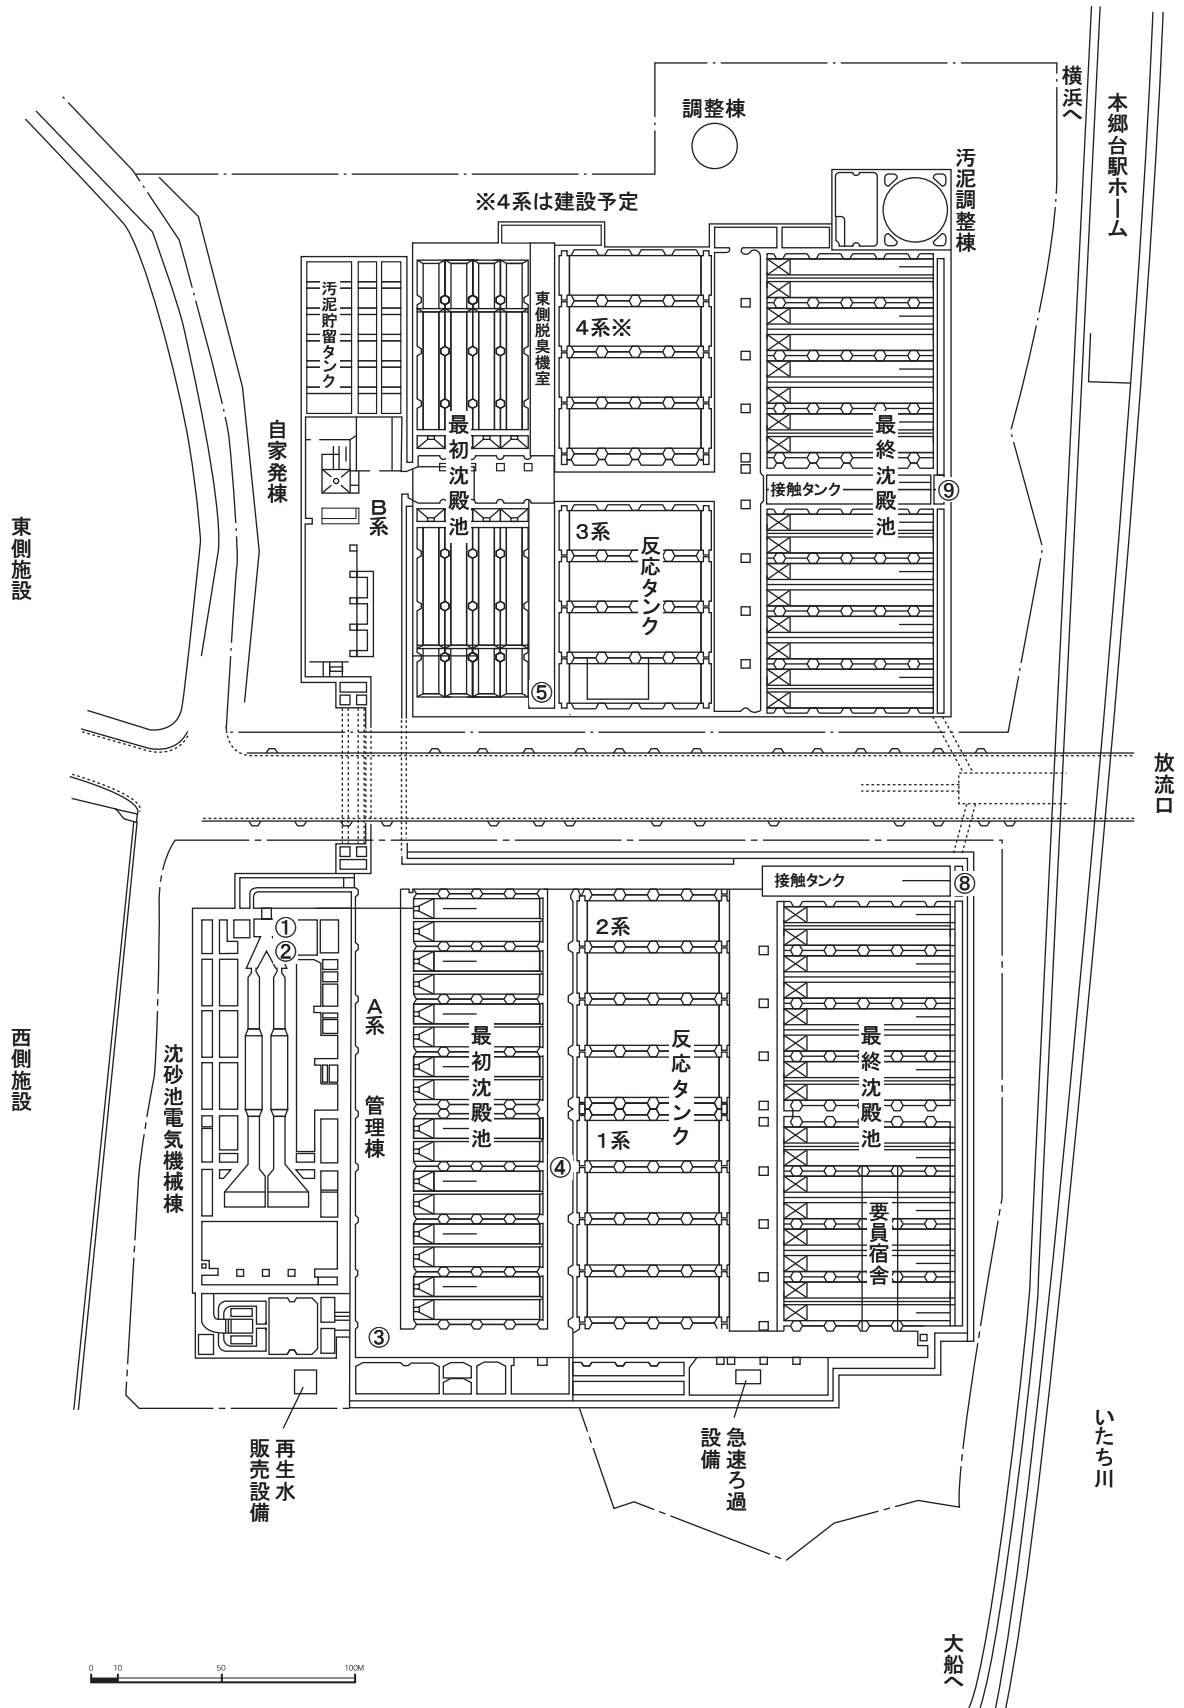 横浜へ
本郷台駅ホーム
調整棟
汚泥調整棟
※4系は建設予定
汚泥貯留タンク
東側脱臭機室
4系※
自家発棟
最初沈殿池
最終沈殿池
B系
接触タンク
⑨
東側施設
3系
反応タンク
⑤
放流口
接触タンク
⑧
①
②
2系
A系
西側施設
沈砂池電気機械棟
最初沈殿池
反応タンク
最終沈殿池
管理棟
1系
④
要員宿舎
③
再生水
販売設備
急速ろ過
設備
いたち川
大船へ
0 10 50 100M